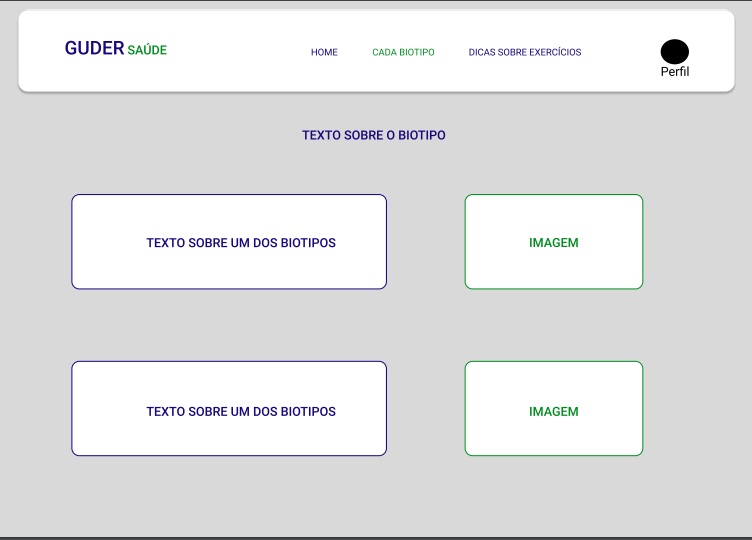 GUDER SAÚDE
HOME CADA BIOTIPO DICAS SOBRE EXERCÍCIOS
Perfil
TEXTO SOBRE O BIOTIPO
TEXTO SOBRE UM DOS BIOTIPOS
IMAGEM
TEXTO SOBRE UM DOS BIOTIPOS
IMAGEM